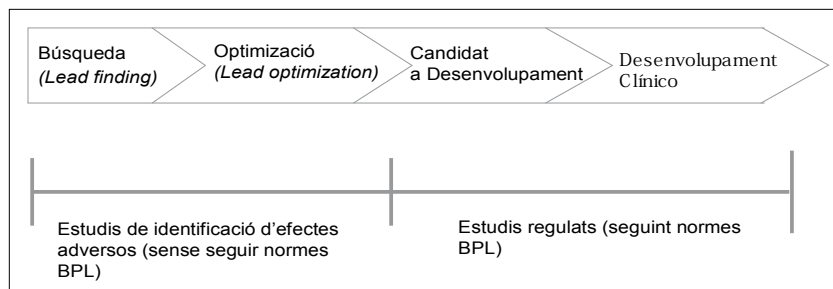 Búsqueda
(Lead finding)
Optimizació
(Lead optimization)
Candidat
a Desenvolupament
Desenvolupament
Clínico
Estudis de identificació d'efectes
adversos (sense seguir normes
BPL)
Estudis regulats (seguint normes
BPL)